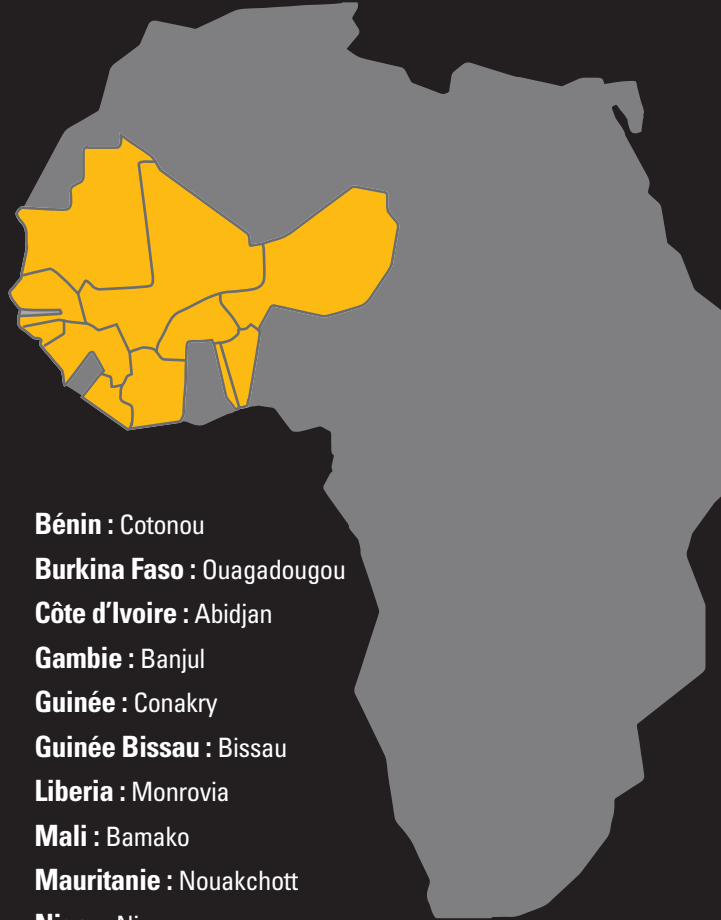 Bénin : Cotonou
Burkina Faso : Ouagadougou
Côte d'Ivoire : Abidjan
Gambie : Banjul
Guinée : Conakry
Guinée Bissau : Bissau
Liberia : Monrovia
Mali : Bamako
Mauritanie : Nouakchott